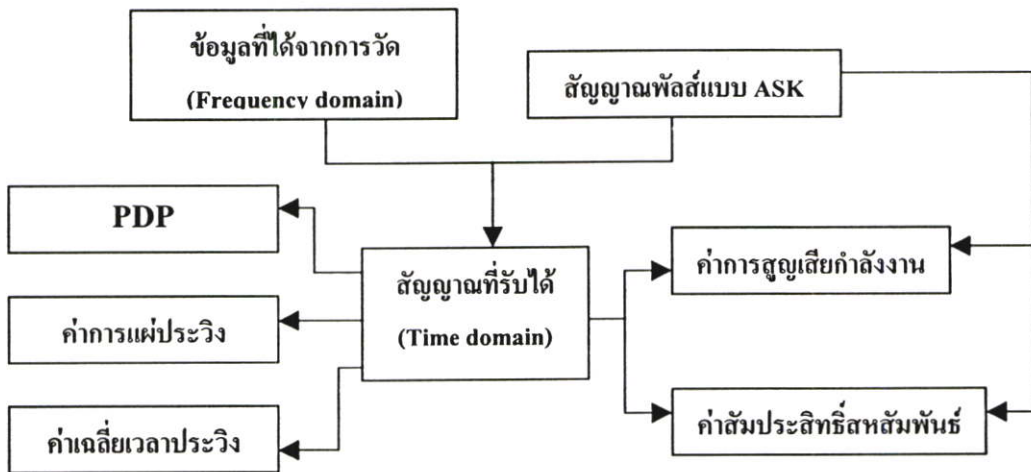 ข้อมูลที่ได้จากการวัด
(Frequency domain)
สัญญาณพัลส์แบบ ASK
PDP
สัญญาณที่รับได้
(Time domain)
ค่าการสูญเสียกำลังงาน
ค่าการแผ่ประวิง
ค่าเฉลี่ยเวลาประวิง
ค่าสัมประสิทธิ์สหสัมพันธ์